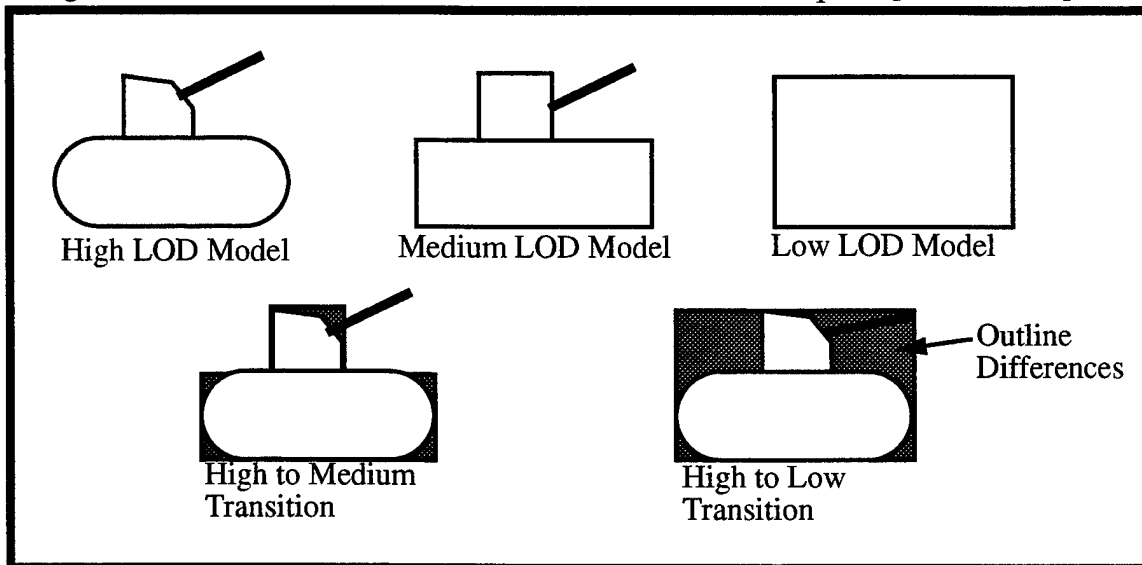 High LOD Model
Medium LOD Model
Low LOD Model
High to Medium
Transition
High to Low
Transition
Outline
Differences